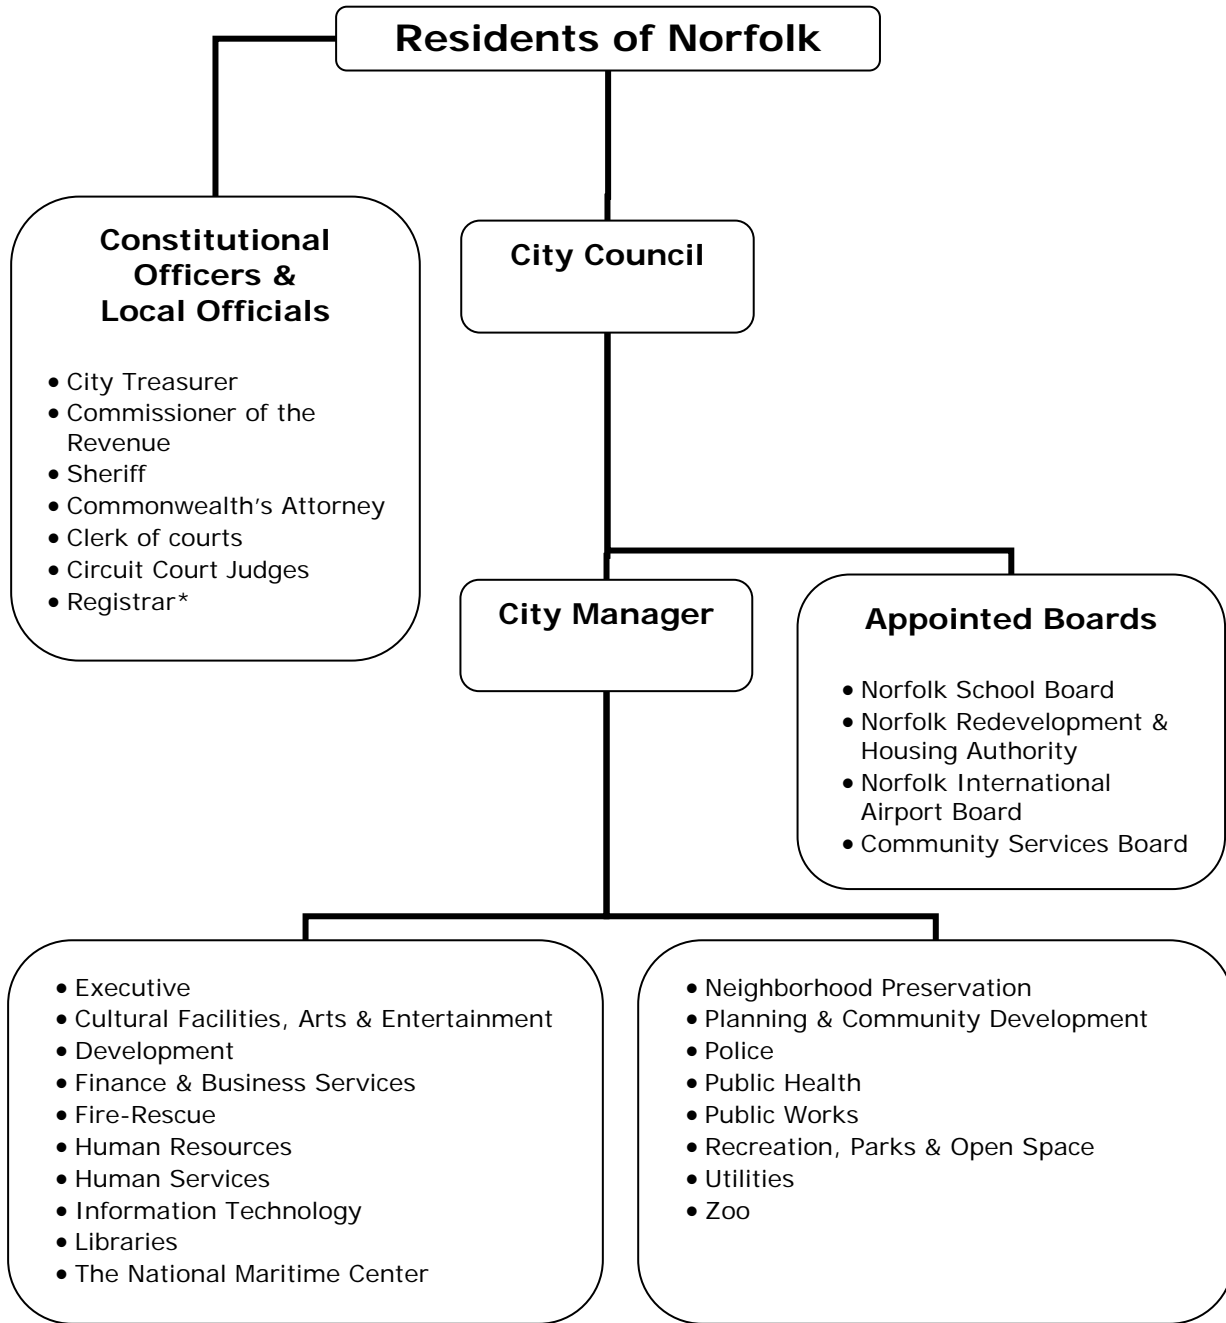 Residents of Norfolk
Constitutional
Officers &
Local Officials
• City Treasurer
• Commissioner of the
Revenue
• Sheriff
• Commonwealth's Attorney
• Clerk of courts
• Circuit Court Judges
• Registrar*
City Council
City Manager
Appointed Boards
• Norfolk School Board
• Norfolk Redevelopment &
Housing Authority
• Norfolk International
Airport Board
• Community Services Board
• Executive
• Cultural Facilities, Arts & Entertainment
• Development
• Finance & Business Services
• Fire-Rescue
• Human Resources
• Human Services
• Information Technology
• Libraries
• The National Maritime Center
• Neighborhood Preservation
• Planning & Community Development
• Police
• Public Health
• Public Works
• Recreation, Parks & Open Space
• Utilities
• Zoo